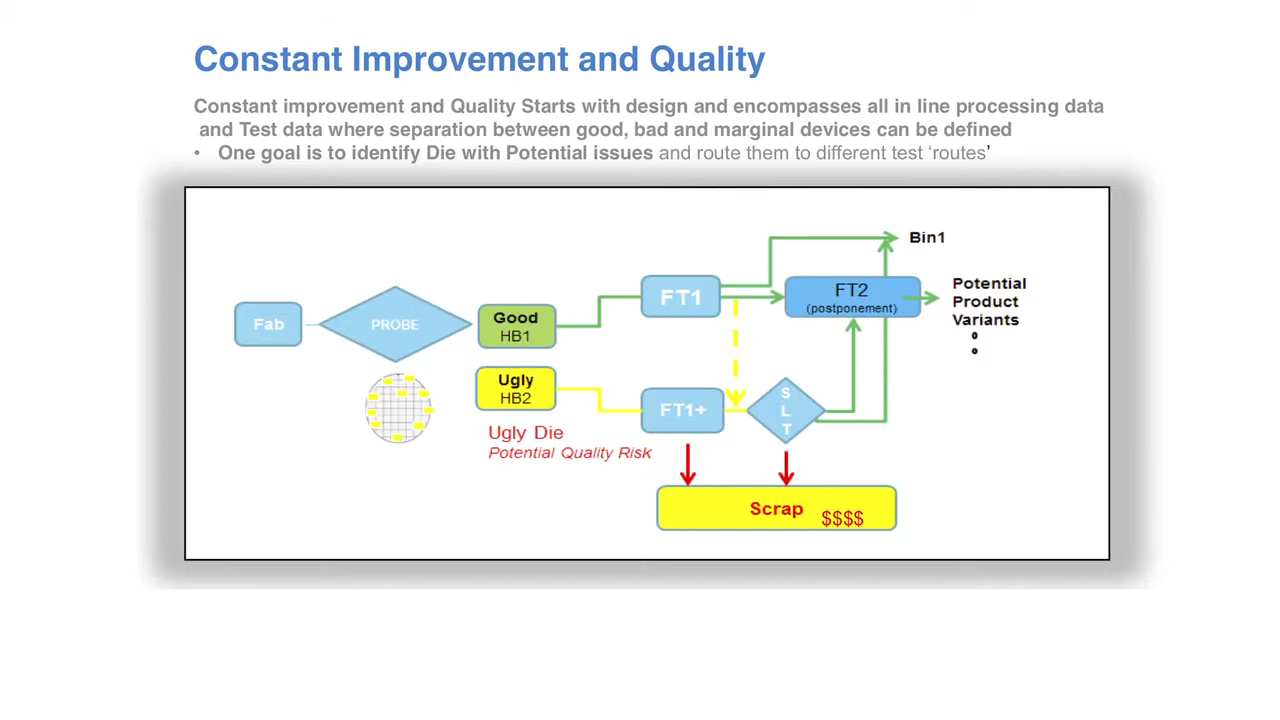 Constant Improvement and Quality
Constant improvement and Quality Starts with design and encompasses all in line processing data
and Test data where separation between good, bad and marginal devices can be defined
• One goal is to identify Die with Potential issues and route them to different test ‘routes’
Bin1
FT1
FT2
(postponement)
Potential
Product
Variants
Fab
PROBE
Good
HB1
Ugly
HB2
FT1+
S
L
T
Ugly Die
Potential Quality Risk
Scrap $$$$